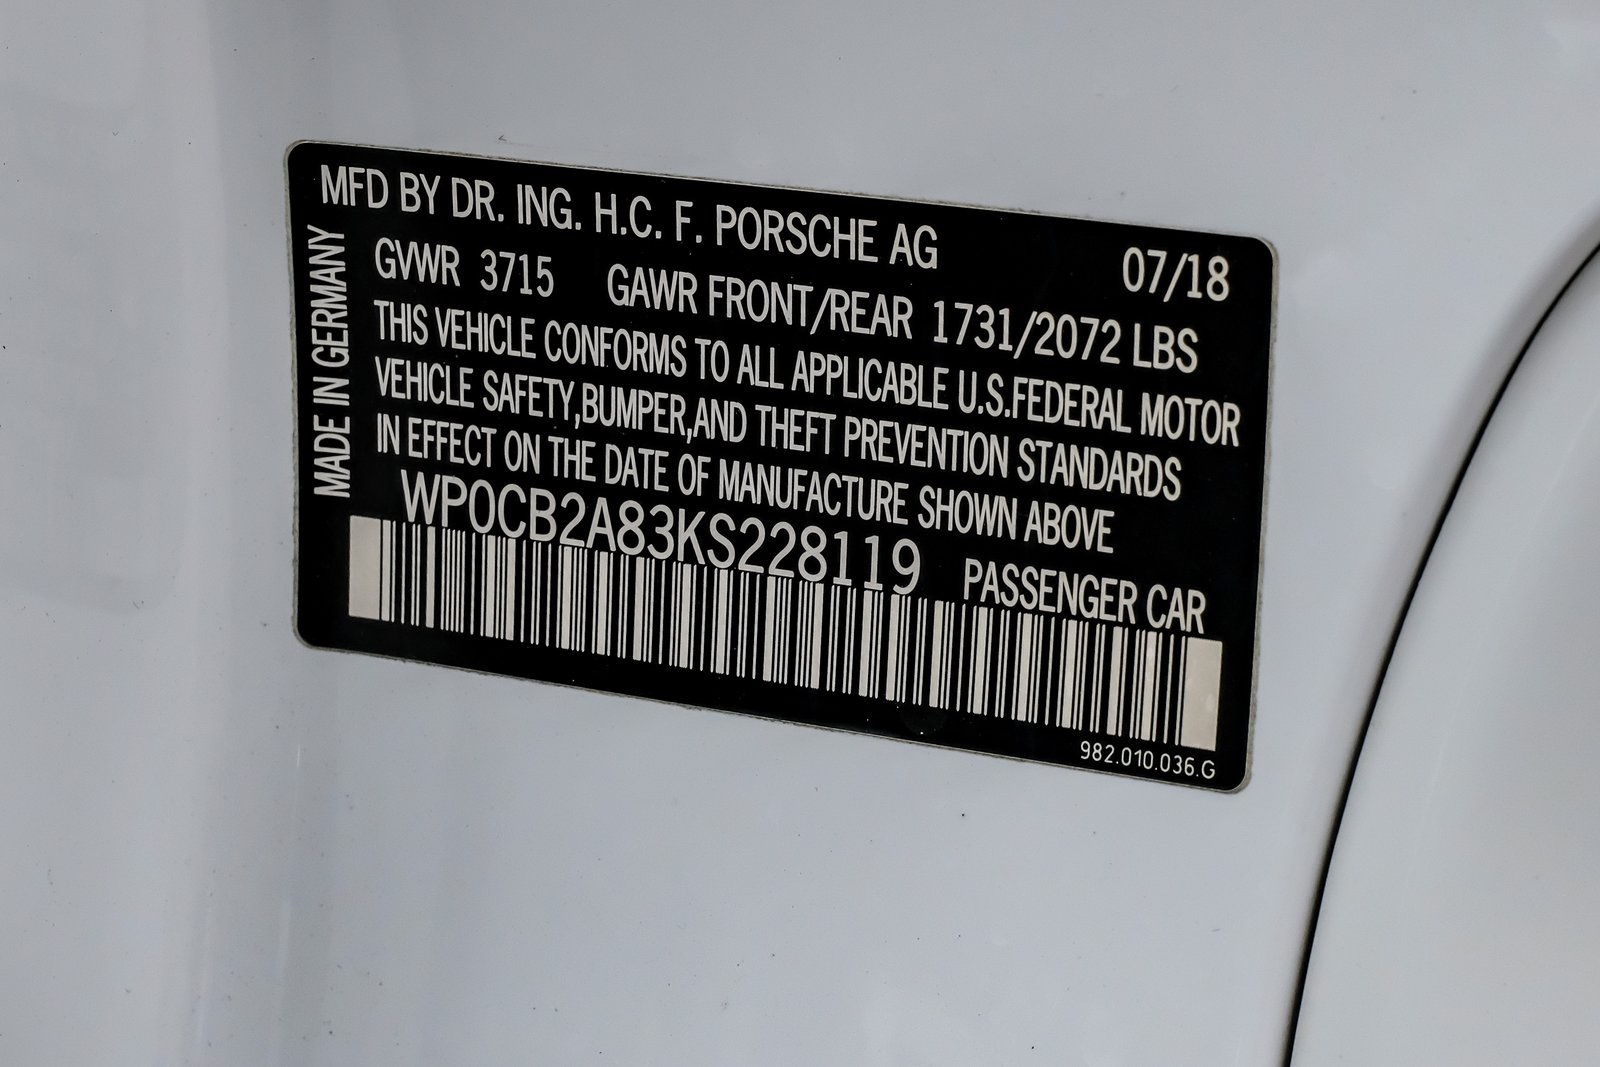 MFD BY DR. ING. H.C. F. PORSCHE AG 07/18
MADE IN GERMANY
GVWR 3715 GAWR FRONT/REAR 1731/2072 LBS
THIS VEHICLE CONFORMS TO ALL APPLICABLE U.S.FEDERAL MOTOR
VEHICLE SAFETY,BUMPER,AND THEFT PREVENTION STANDARDS
IN EFFECT ON THE DATE OF MANUFACTURE SHOWN ABOVE
WP0CB2A83KS228119 PASSENGER CAR
982.010.036.G